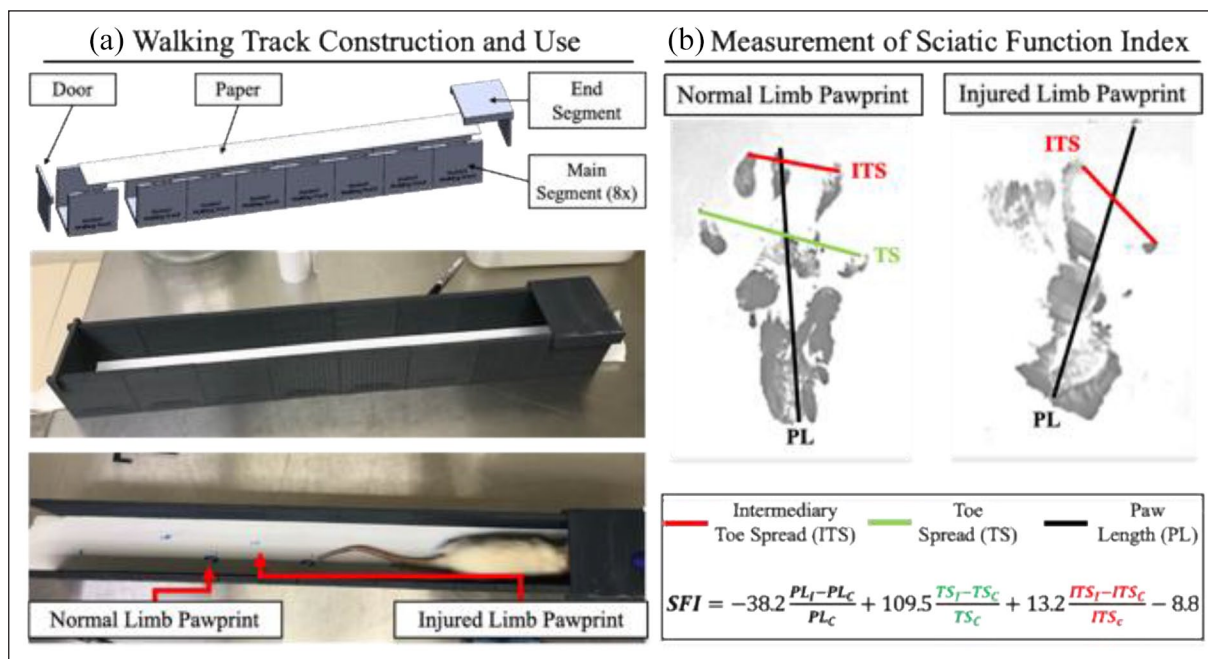 (a) Walking Track Construction and Use
Door
Paper
End
Segment
Main
Segment (8x)
Normal Limb Pawprint
Injured Limb Pawprint
(b) Measurement of Sciatic Function Index
Normal Limb Pawprint
Injured Limb Pawprint
ITS
TS
PL
ITS
PL
Intermediary
Toe Spread (ITS)
Toe
Spread (TS)
Paw
Length (PL)
SFI = −38.2 (PL_I−PL_C)/PL_C + 109.5 (TS_I−TS_C)/TS_C + 13.2 (ITS_I−ITS_C)/ITS_c − 8.8